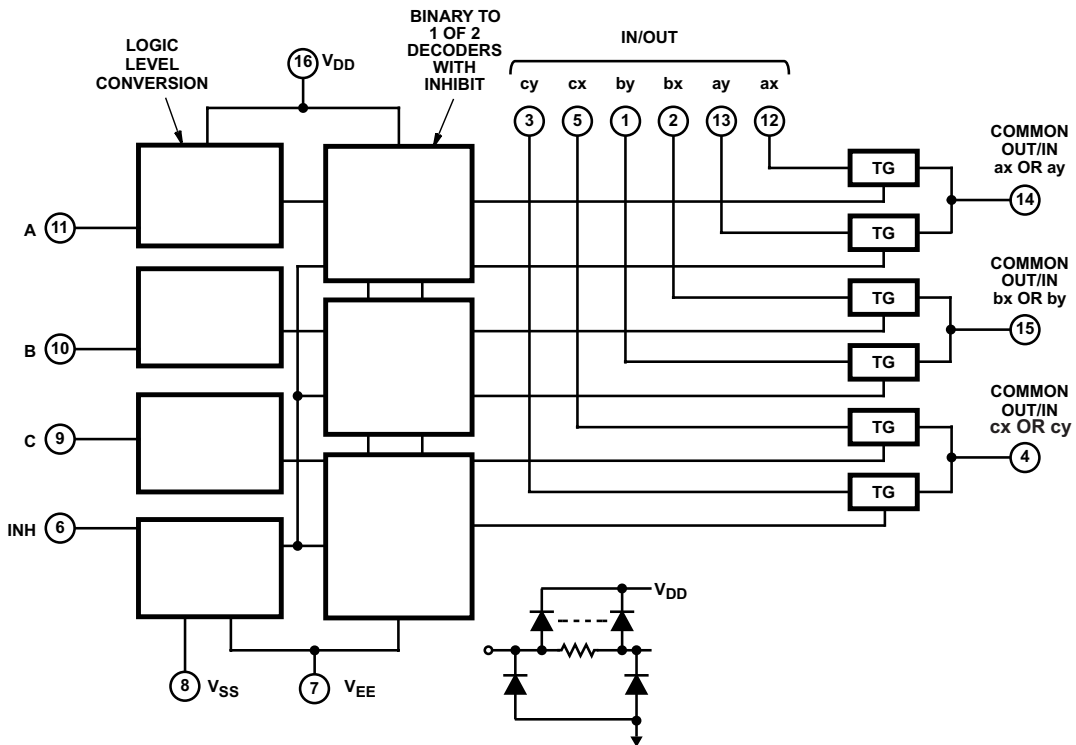 LOGIC
LEVEL
CONVERSION
16 VDD
BINARY TO
1 OF 2
DECODERS
WITH
INHIBIT
IN/OUT
cy cx by bx ay ax
3 5 1 2 13 12
COMMON
OUT/IN
ax OR ay
TG
14
A 11
TG
COMMON
OUT/IN
bx OR by
TG
15
B 10
TG
COMMON
OUT/IN
cx OR cy
TG
C 9
4
TG
INH 6
VDD
8 VSS
7 VEE